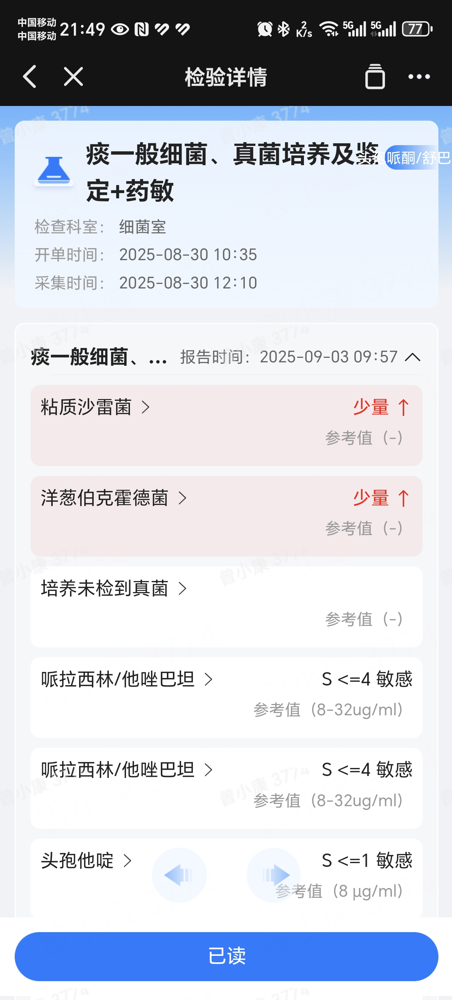 中国移动
中国移动
21:49
2 K/s
5G
5G
77
检验详情
痰一般细菌、真菌培养及鉴
定+药敏
头孢哌酮/舒巴
检查科室： 细菌室
开单时间： 2025-08-30 10:35
采集时间： 2025-08-30 12:10
痰一般细菌、... 报告时间：2025-09-03 09:57
粘质沙雷菌 > 少量 ↑
参考值（-）
洋葱伯克霍德菌 > 少量 ↑
参考值（-）
培养未检到真菌 >
参考值（-）
哌拉西林/他唑巴坦 > S <=4 敏感
参考值（8-32ug/ml）
哌拉西林/他唑巴坦 > S <=4 敏感
参考值（8-32ug/ml）
头孢他啶 > S <=1 敏感
参考值（8 μg/ml）
已读
曾小康 3774